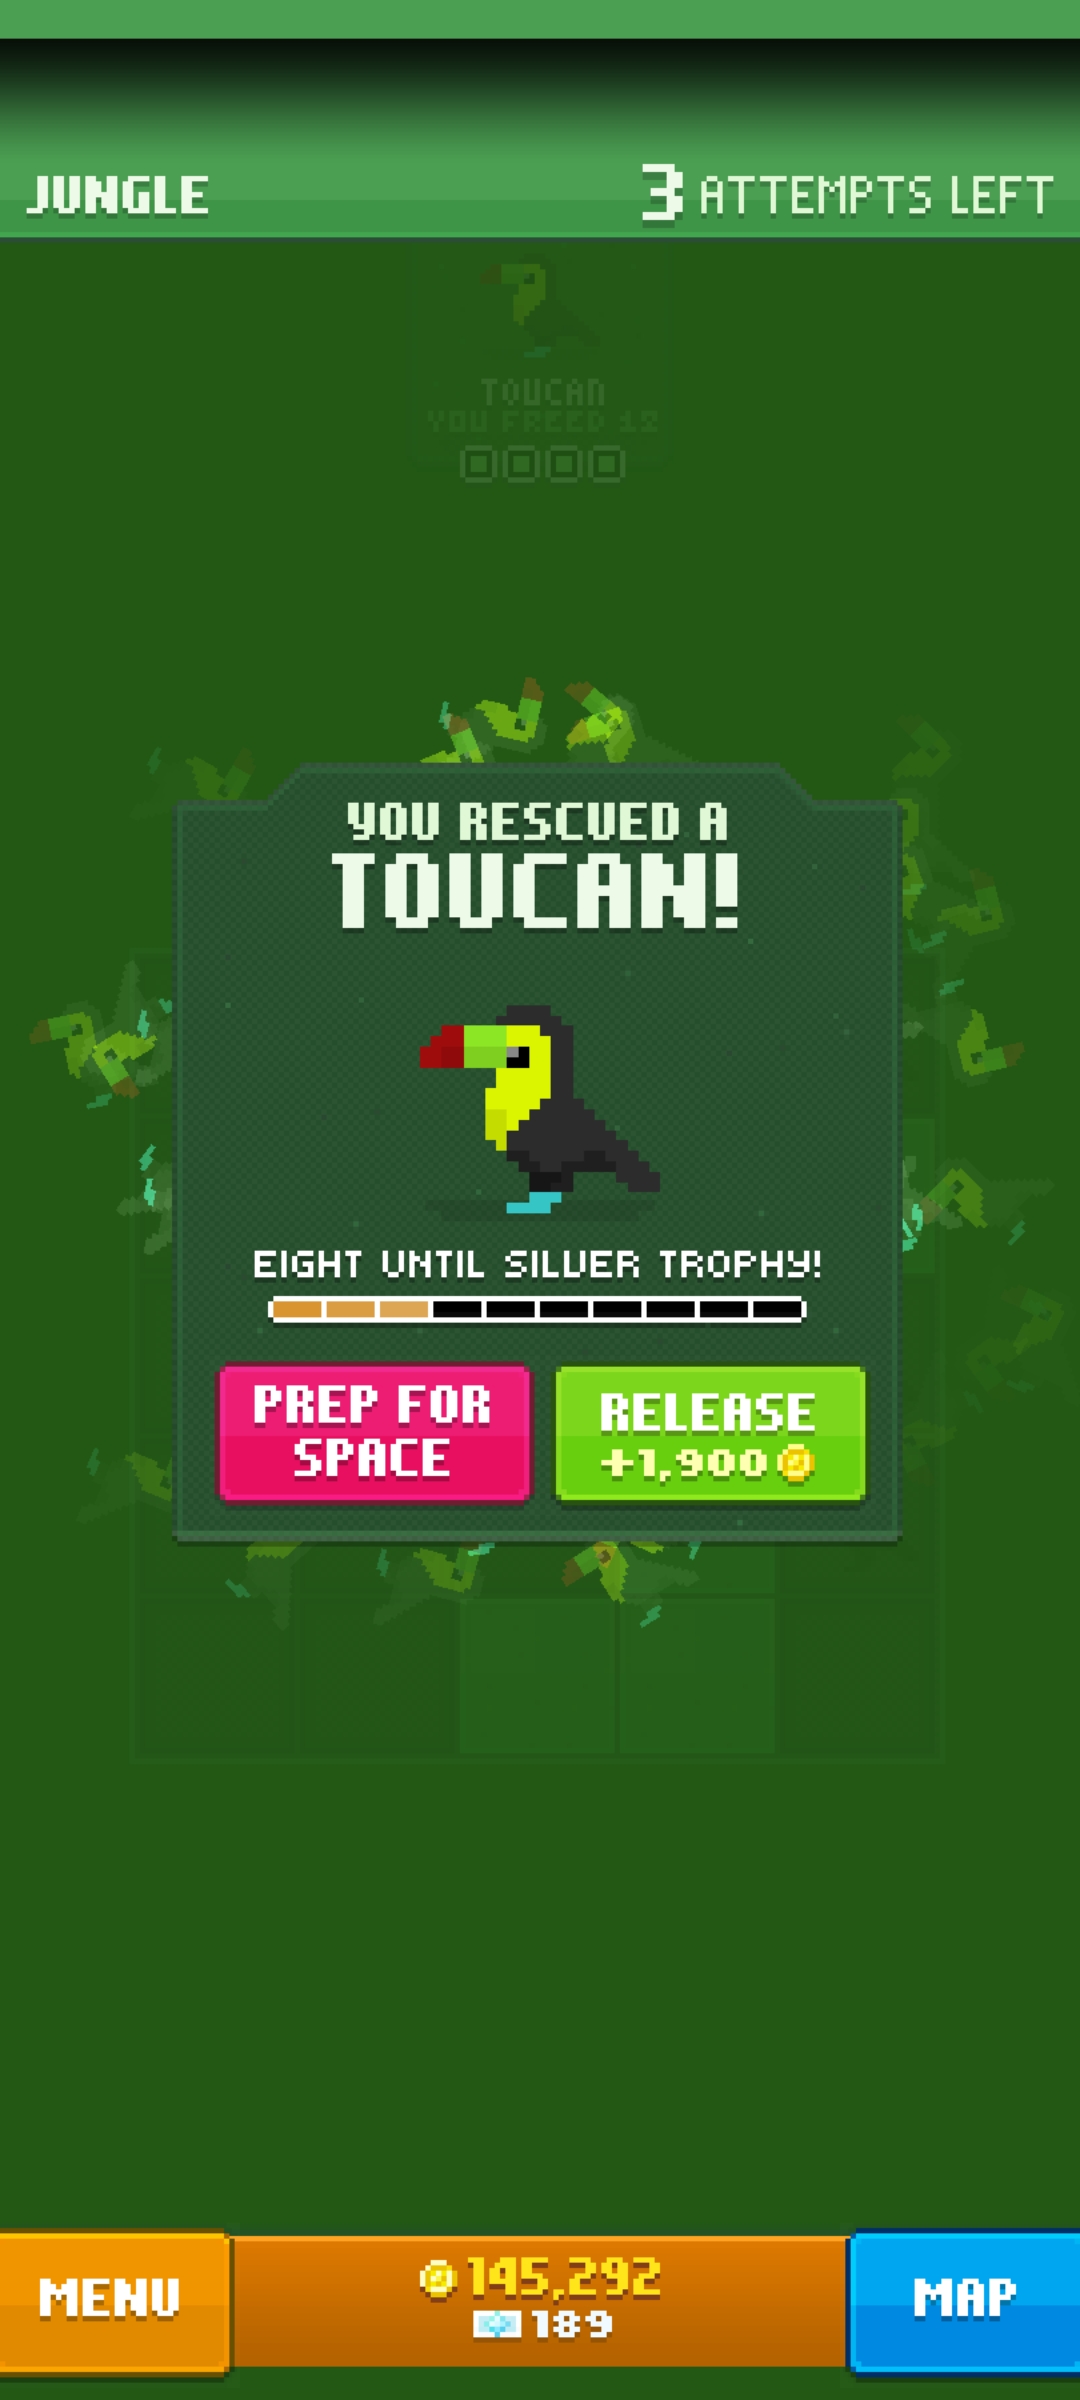 JUNGLE
3 ATTEMPTS LEFT
TOUCAN
YOU FREED 12
YOU RESCUED A
TOUCAN!
EIGHT UNTIL SILVER TROPHY!
PREP FOR
SPACE
RELEASE
+1,900
MENU
145,292
189
MAP